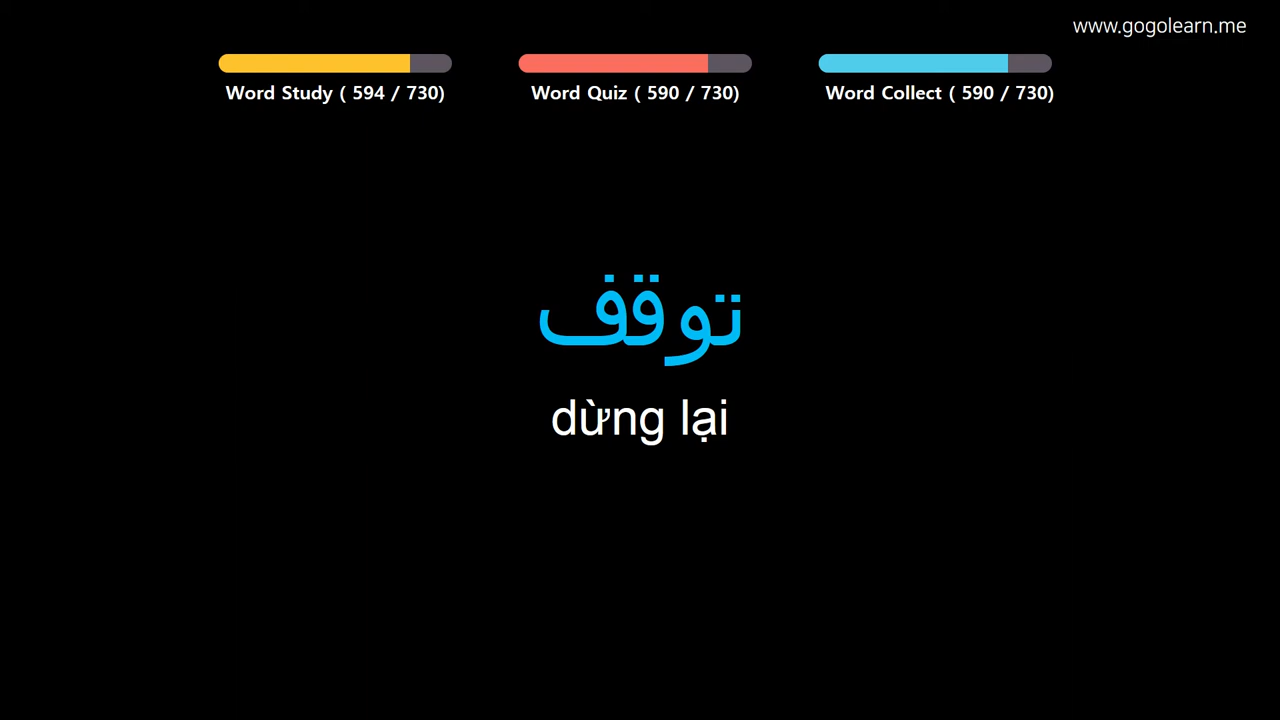 www.gogolearn.me
Word Study ( 594 / 730)
Word Quiz ( 590 / 730)
Word Collect ( 590 / 730)
توقف
dừng lại